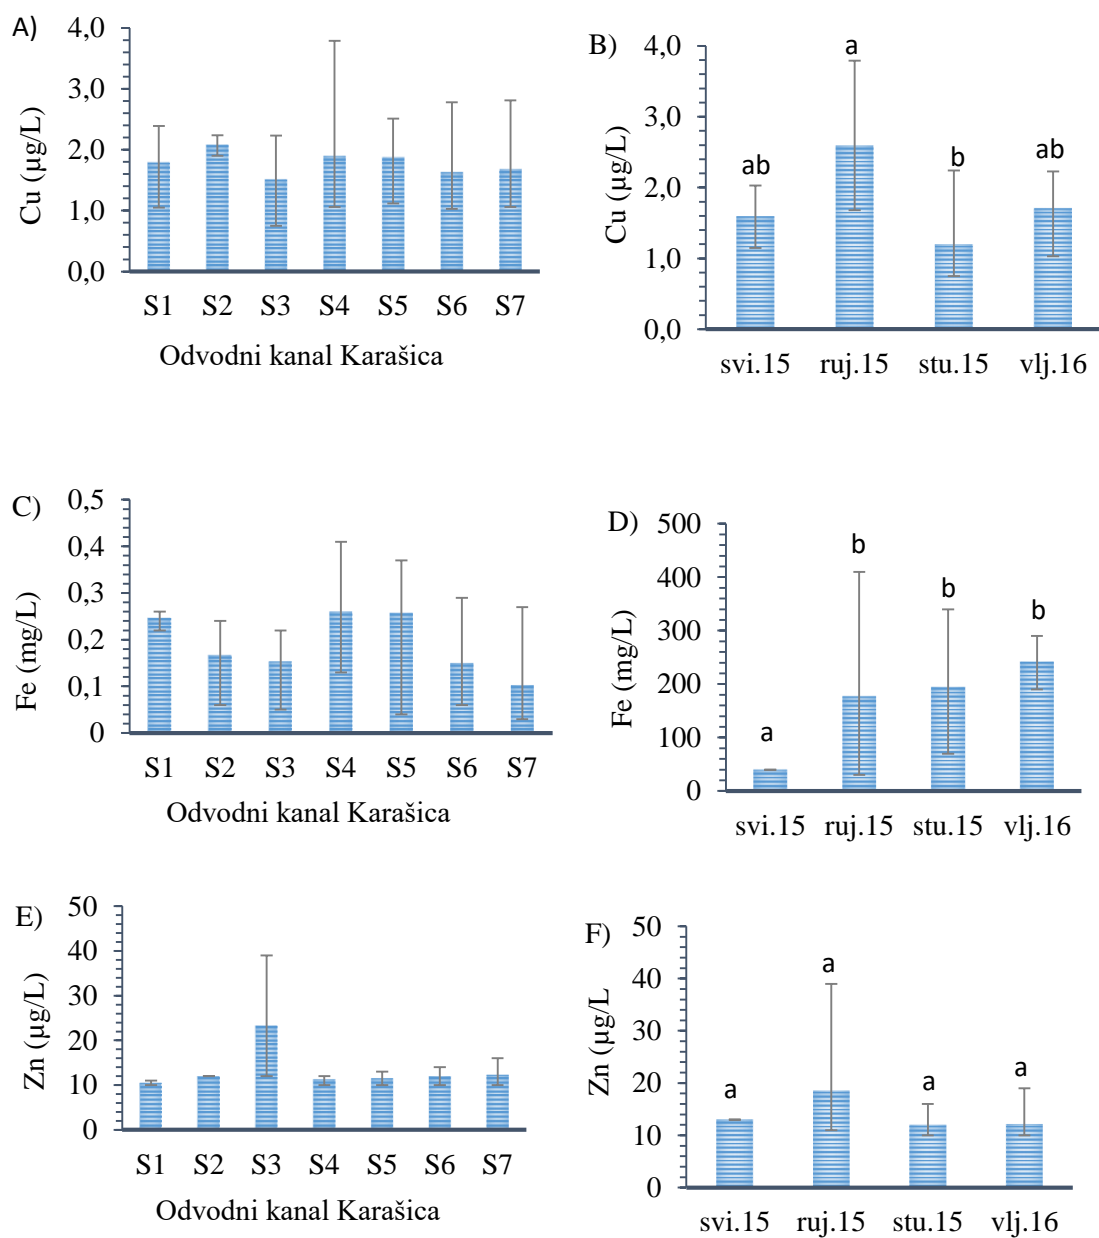 A)
Cu (µg/L)
4,0
3,0
2,0
1,0
0,0
S1 S2 S3 S4 S5 S6 S7
Odvodni kanal Karašica
B)
Cu (µg/L)
4,0
3,0
2,0
1,0
0,0
ab a b ab
svi.15 ruj.15 stu.15 vlj.16
C)
Fe (mg/L)
0,5
0,4
0,3
0,2
0,1
0
S1 S2 S3 S4 S5 S6 S7
Odvodni kanal Karašica
D)
Fe (mg/L)
500
400
300
200
100
0
a b b b
svi.15 ruj.15 stu.15 vlj.16
E)
Zn (µg/L)
50
40
30
20
10
0
S1 S2 S3 S4 S5 S6 S7
Odvodni kanal Karašica
F)
Zn (µg/L
50
40
30
20
10
0
a a a a
svi.15 ruj.15 stu.15 vlj.16